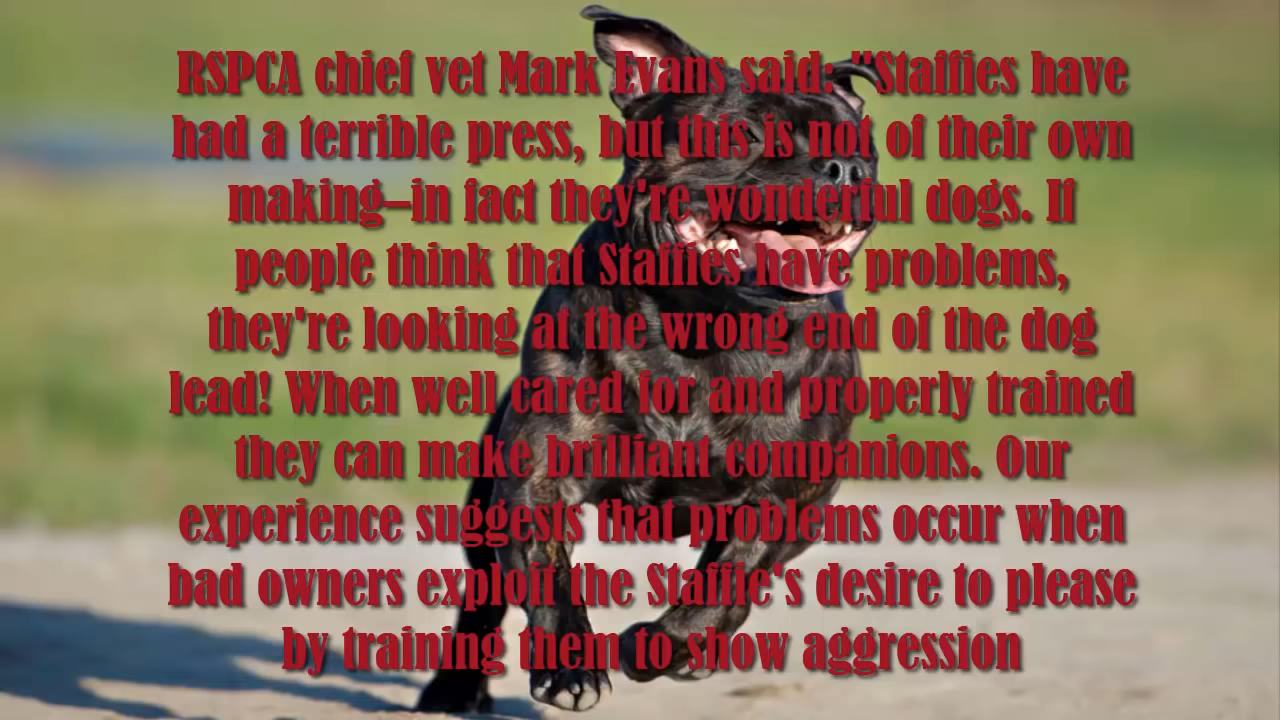 RSPCA chief vet Mark Evans said: "Staffies have
had a terrible press, but this is not of their own
making–in fact they're wonderful dogs. If
people think that Staffies have problems,
they're looking at the wrong end of the dog
lead! When well cared for and properly trained
they can make brilliant companions. Our
experience suggests that problems occur when
bad owners exploit the Staffie's desire to please
by training them to show aggression